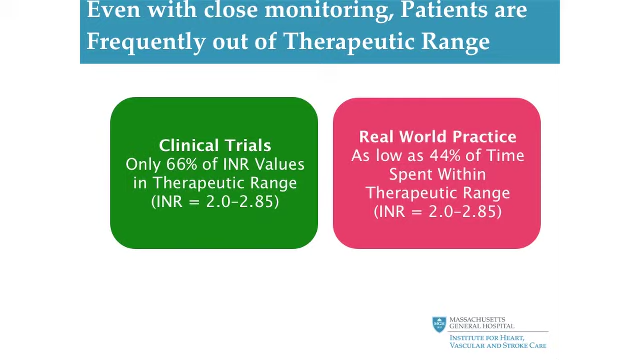 Even with close monitoring, Patients are
Frequently out of Therapeutic Range
Clinical Trials
Only 66% of INR Values
in Therapeutic Range
(INR = 2.0–2.85)
Real World Practice
As low as 44% of Time
Spent Within
Therapeutic Range
(INR = 2.0–2.85)
MASSACHUSETTS
GENERAL HOSPITAL
INSTITUTE FOR HEART,
VASCULAR AND STROKE CARE